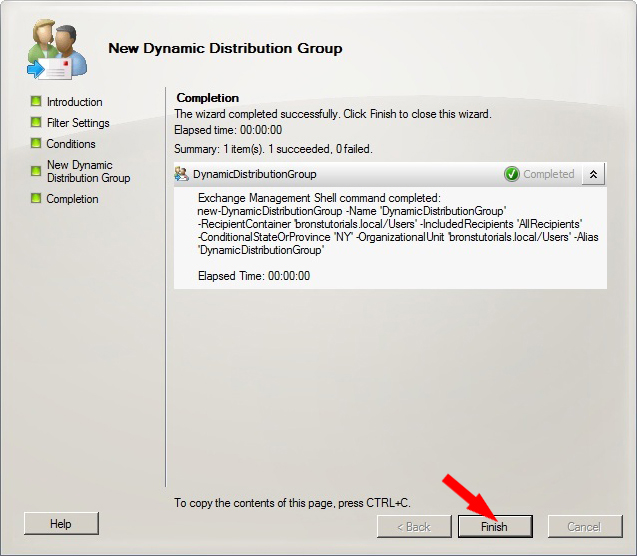 New Dynamic Distribution Group
Introduction
Filter Settings
Conditions
New Dynamic
Distribution Group
Completion
Completion
The wizard completed successfully. Click Finish to close this wizard.
Elapsed time: 00:00:00
Summary: 1 item(s). 1 succeeded, 0 failed.
DynamicDistributionGroup
Completed
Exchange Management Shell command completed:
new-DynamicDistributionGroup -Name 'DynamicDistributionGroup'
-RecipientContainer 'bronstutorials.local/Users' -IncludedRecipients 'AllRecipients'
-ConditionalStateOrProvince 'NY' -OrganizationalUnit 'bronstutorials.local/Users' -Alias
'DynamicDistributionGroup'
Elapsed Time: 00:00:00
To copy the contents of this page, press CTRL+C.
Help
< Back
Finish
Cancel